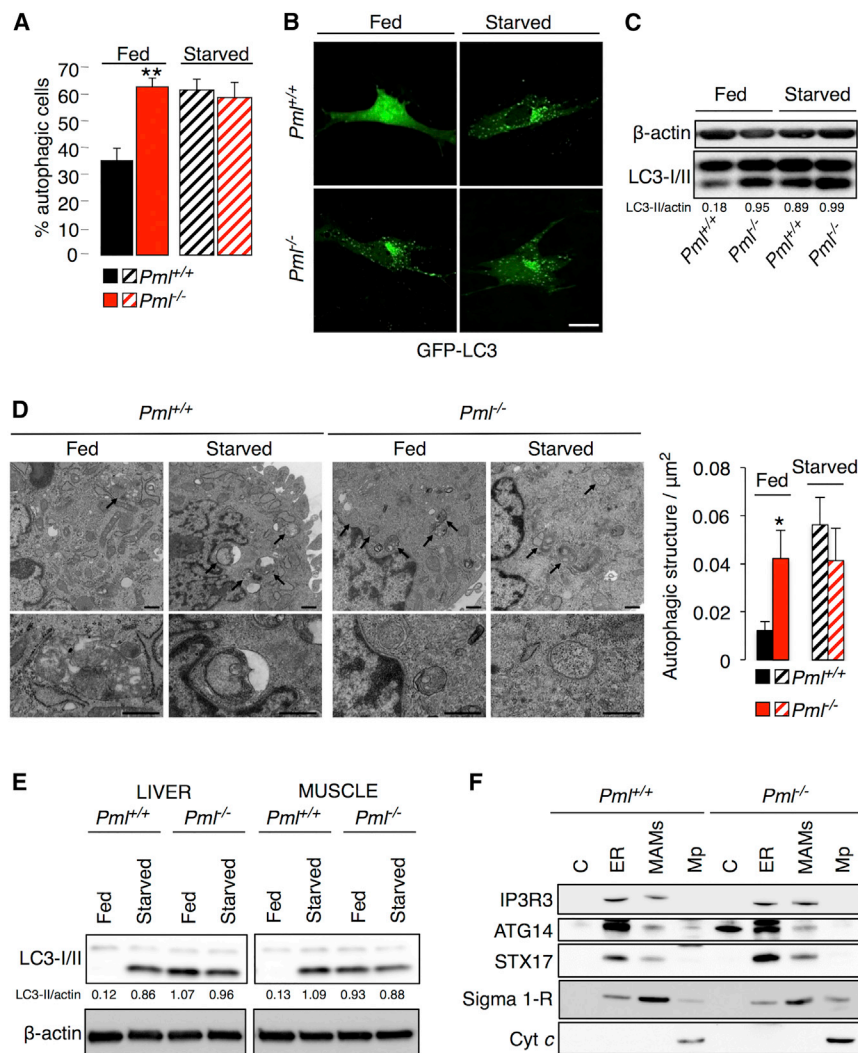 A
Fed
Starved
70
60
50
40
30
20
10
0
% autophagic cells
**
Pml+/+
Pml-/-
B
Fed
Starved
Pml+/+
Pml-/-
GFP-LC3
C
Fed
Starved
β-actin
LC3-I/II
LC3-II/actin 0.18 0.95 0.89 0.99
Pml+/+ Pml-/- Pml+/+ Pml-/-
D
Pml+/+
Pml-/-
Fed
Starved
Fed
Starved
0.08
0.06
0.04
0.02
0
Autophagic structure / µm2
Fed
Starved
*
Pml+/+
Pml-/-
E
LIVER
MUSCLE
Pml+/+ Pml-/- Pml+/+ Pml-/-
Fed Starved Fed Starved Fed Starved Fed Starved
LC3-I/II
LC3-II/actin 0.12 0.86 1.07 0.96 0.13 1.09 0.93 0.88
β-actin
F
Pml+/+
Pml-/-
C ER MAMs Mp C ER MAMs Mp
IP3R3
ATG14
STX17
Sigma 1-R
Cyt c